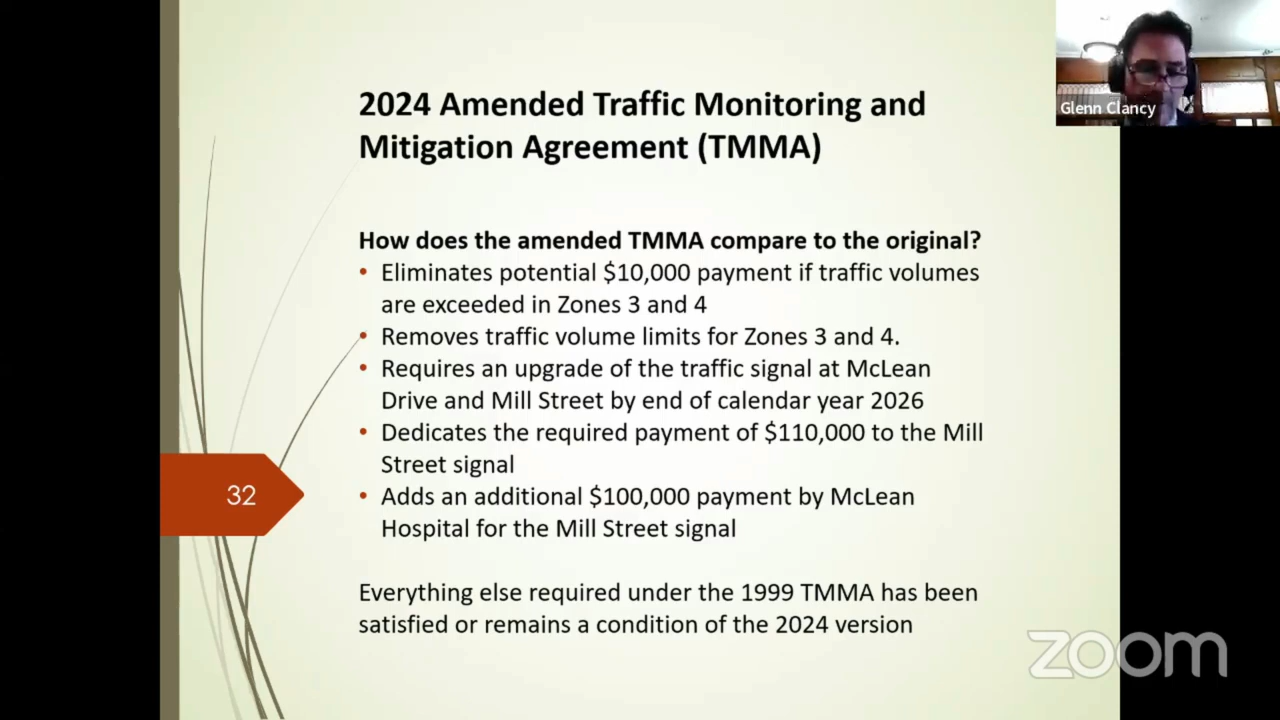 2024 Amended Traffic Monitoring and
Mitigation Agreement (TMMA)
Glenn Clancy
How does the amended TMMA compare to the original?
• Eliminates potential $10,000 payment if traffic volumes
are exceeded in Zones 3 and 4
• Removes traffic volume limits for Zones 3 and 4.
• Requires an upgrade of the traffic signal at McLean
Drive and Mill Street by end of calendar year 2026
• Dedicates the required payment of $110,000 to the Mill
Street signal
32
• Adds an additional $100,000 payment by McLean
Hospital for the Mill Street signal
Everything else required under the 1999 TMMA has been
satisfied or remains a condition of the 2024 version
zoom